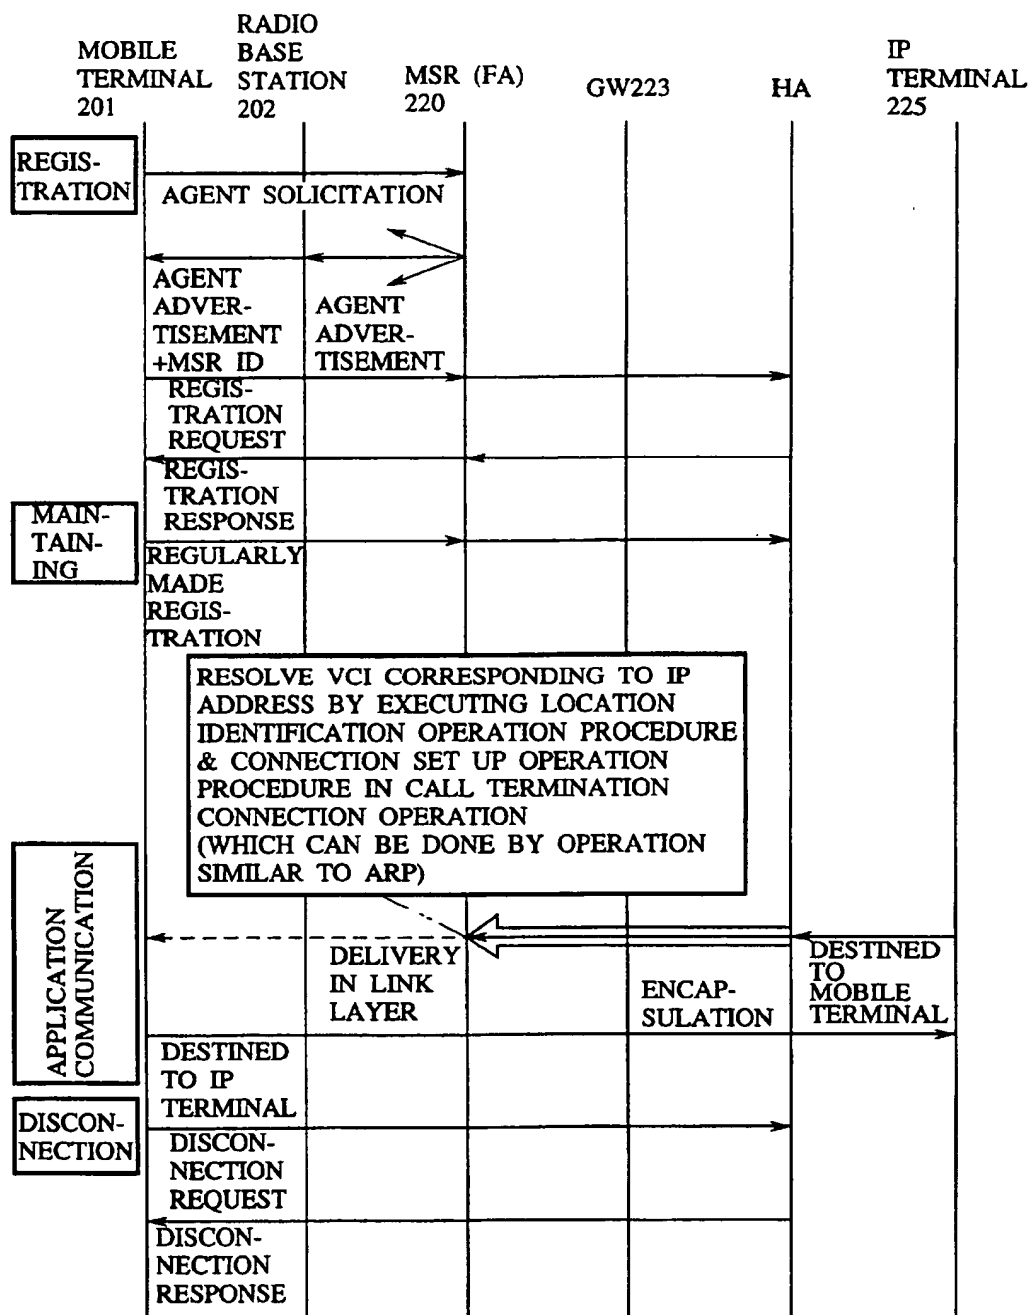 MOBILE
TERMINAL
201
RADIO
BASE
STATION
202
MSR (FA)
220
GW223
HA
IP
TERMINAL
225
REGIS-
TRATION
AGENT SOLICITATION
AGENT
ADVER-
TISEMENT
+MSR ID
AGENT
ADVER-
TISEMENT
REGIS-
TRATION
REQUEST
REGIS-
TRATION
RESPONSE
MAIN-
TAIN-
ING
REGULARLY
MADE
REGIS-
TRATION
RESOLVE VCI CORRESPONDING TO IP
ADDRESS BY EXECUTING LOCATION
IDENTIFICATION OPERATION PROCEDURE
& CONNECTION SET UP OPERATION
PROCEDURE IN CALL TERMINATION
CONNECTION OPERATION
(WHICH CAN BE DONE BY OPERATION
SIMILAR TO ARP)
APPLICATION
COMMUNICATION
DELIVERY
IN LINK
LAYER
ENCAP-
SULATION
DESTINED
TO
MOBILE
TERMINAL
DESTINED
TO IP
TERMINAL
DISCON-
NECTION
DISCON-
NECTION
REQUEST
DISCON-
NECTION
RESPONSE